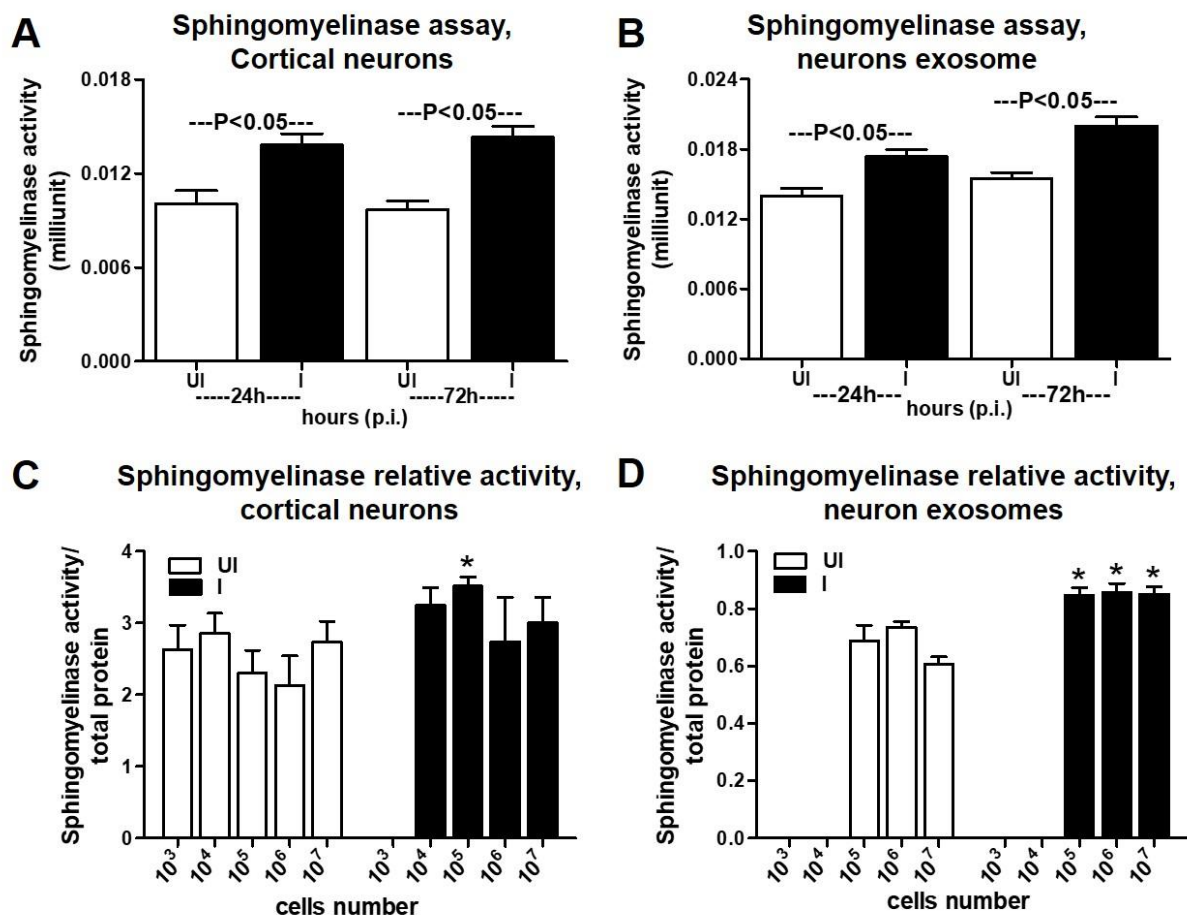 A
Sphingomyelinase assay,
Cortical neurons
Sphingomyelinase activity
(milliunit)
0.018
0.012
0.006
0.000
---P<0.05---
---P<0.05---
UI
I
UI
I
-----24h-----
-----72h-----
hours (p.i.)
B
Sphingomyelinase assay,
neurons exosome
Sphingomyelinase activity
(milliunit)
0.024
0.018
0.012
0.006
0.000
---P<0.05---
---P<0.05---
UI
I
UI
I
---24h---
---72h---
hours (p.i.)
C
Sphingomyelinase relative activity,
cortical neurons
Sphingomyelinase activity/
total protein
4
3
2
1
0
UI
I
*
10³
10⁴
10⁵
10⁶
10⁷
10³
10⁴
10⁵
10⁶
10⁷
cells number
D
Sphingomyelinase relative activity,
neuron exosomes
Sphingomyelinase activity/
total protein
1.0
0.8
0.6
0.4
0.2
0.0
UI
I
* * *
10³
10⁴
10⁵
10⁶
10⁷
10³
10⁴
10⁵
10⁶
10⁷
cells number